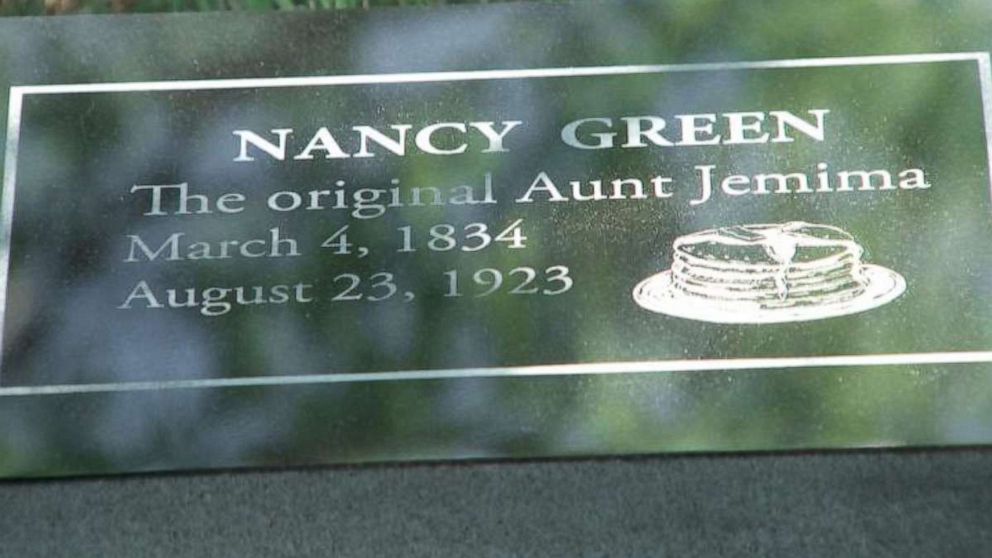 NANCY GREEN
The original Aunt Jemima
March 4, 1834
August 23, 1923